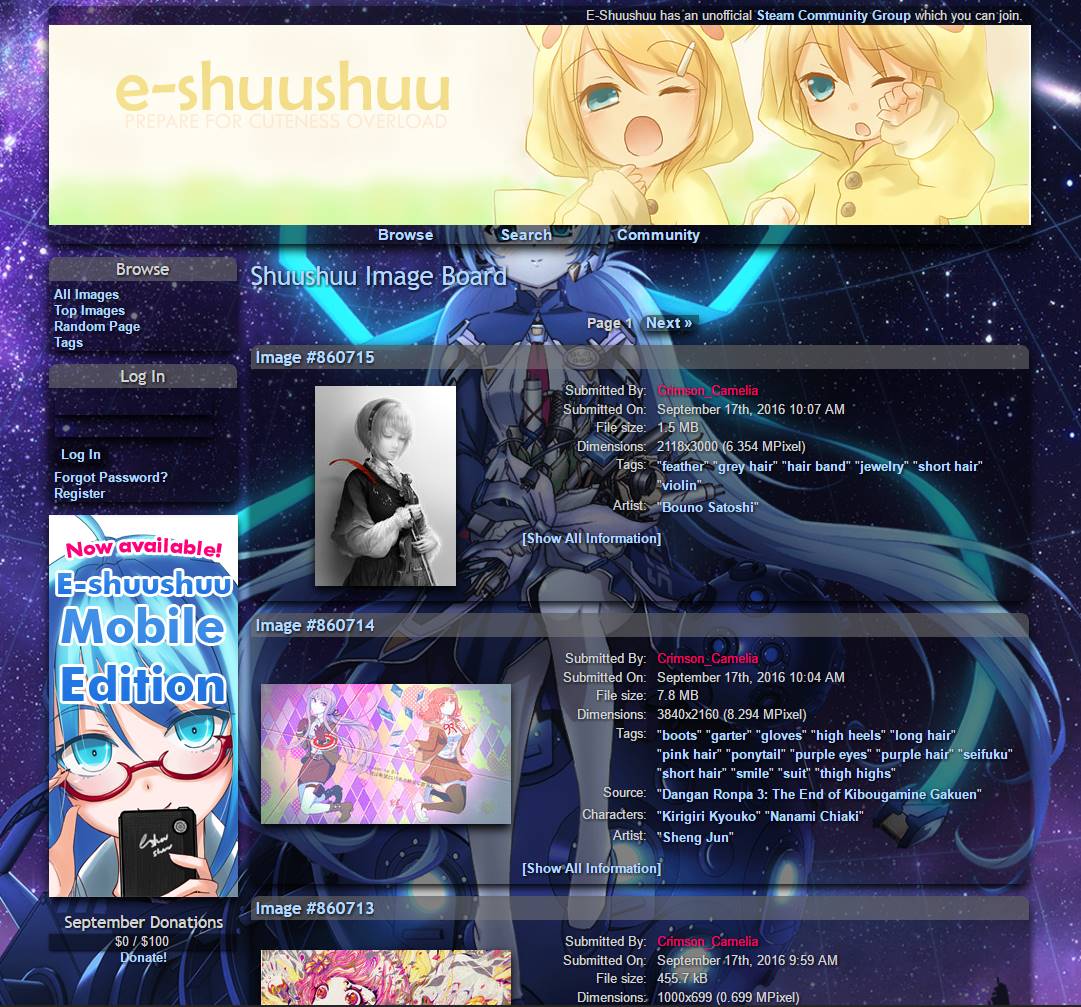 E-Shuushuu has an unofficial Steam Community Group which you can join.
e-shuushuu
PREPARE FOR CUTENESS OVERLOAD
Browse Search Community
Browse
All Images
Top Images
Random Page
Tags
Log In
Log In
Forgot Password?
Register
Now available!
E-shuushuu
Mobile
Edition
September Donations
$0 / $100
Donate!
Shuushuu Image Board
Page 1 Next »
Image #860715
Submitted By: Crimson_Camelia
Submitted On: September 17th, 2016 10:07 AM
File size: 1.5 MB
Dimensions: 2118x3000 (6.354 MPixel)
Tags: "feather" "grey hair" "hair band" "jewelry" "short hair"
"violin"
Artist: "Bouno Satoshi"
[Show All Information]
Image #860714
Submitted By: Crimson_Camelia
Submitted On: September 17th, 2016 10:04 AM
File size: 7.8 MB
Dimensions: 3840x2160 (8.294 MPixel)
Tags: "boots" "garter" "gloves" "high heels" "long hair"
"pink hair" "ponytail" "purple eyes" "purple hair" "seifuku"
"short hair" "smile" "suit" "thigh highs"
Source: "Dangan Ronpa 3: The End of Kibougamine Gakuen"
Characters: "Kirigiri Kyouko" "Nanami Chiaki"
Artist: "Sheng Jun"
[Show All Information]
Image #860713
Submitted By: Crimson_Camelia
Submitted On: September 17th, 2016 9:59 AM
File size: 455.7 kB
Dimensions: 1000x699 (0.699 MPixel)